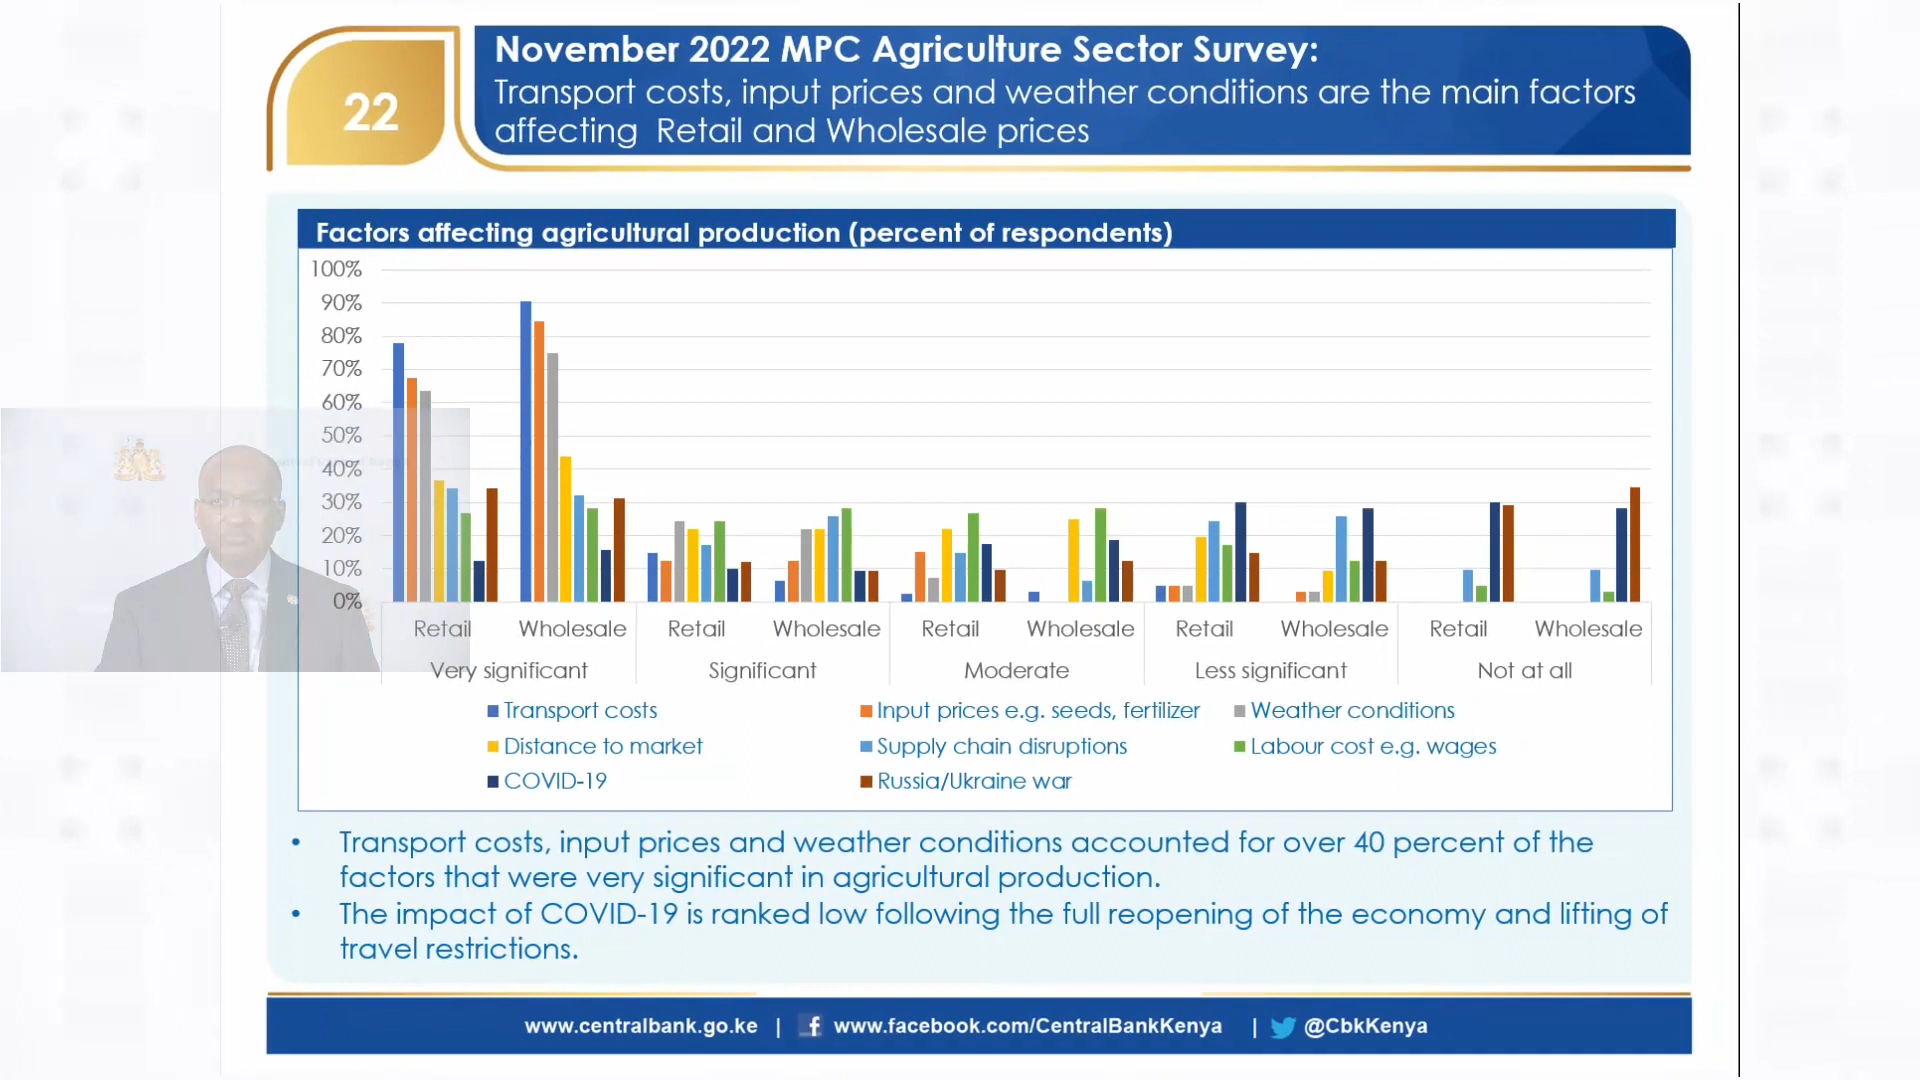 22
November 2022 MPC Agriculture Sector Survey:
Transport costs, input prices and weather conditions are the main factors
affecting Retail and Wholesale prices
Factors affecting agricultural production (percent of respondents)
100%
90%
80%
70%
60%
50%
40%
30%
20%
10%
0%
Retail Wholesale Retail Wholesale Retail Wholesale Retail Wholesale Retail Wholesale
Very significant Significant Moderate Less significant Not at all
Transport costs Input prices e.g. seeds, fertilizer Weather conditions
Distance to market Supply chain disruptions Labour cost e.g. wages
COVID-19 Russia/Ukraine war
• Transport costs, input prices and weather conditions accounted for over 40 percent of the
factors that were very significant in agricultural production.
• The impact of COVID-19 is ranked low following the full reopening of the economy and lifting of
travel restrictions.
www.centralbank.go.ke | f www.facebook.com/CentralBankKenya | @CbkKenya